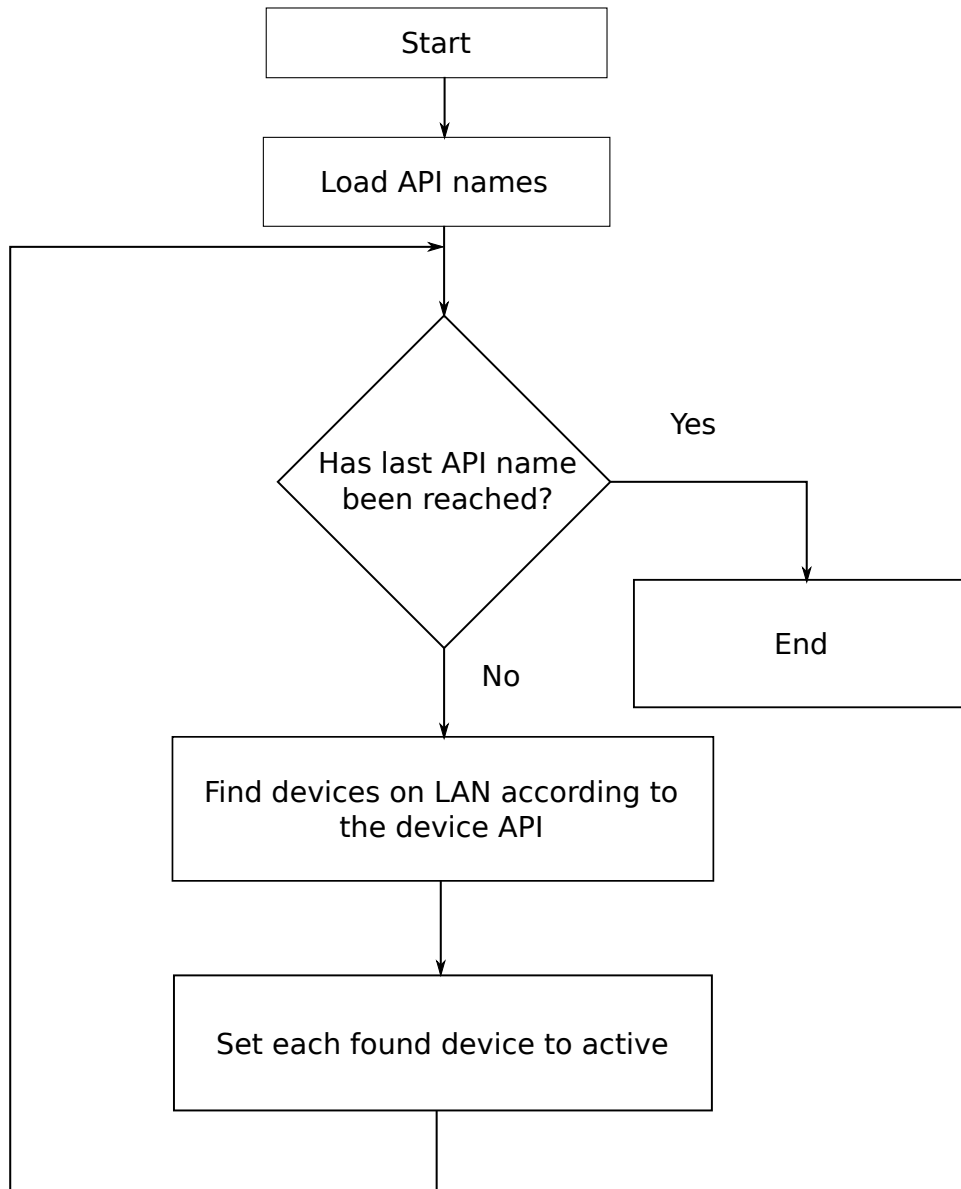 Start
Load API names
Has last API name
been reached?
Yes
End
No
Find devices on LAN according to
the device API
Set each found device to active